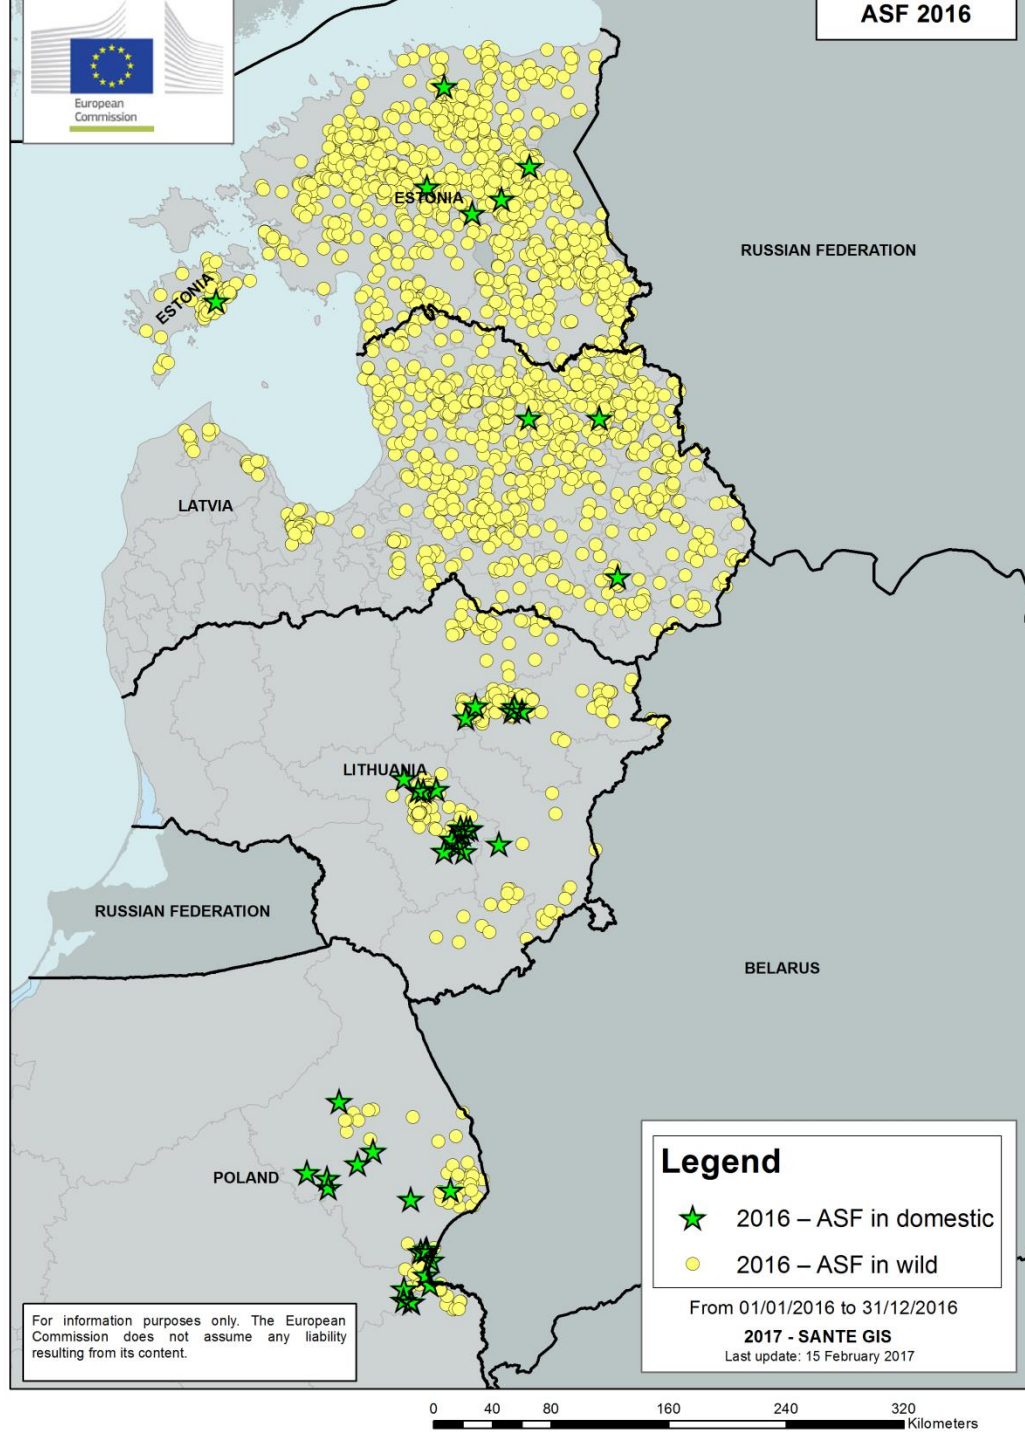 ASF 2016
European
Commission
ESTONIA
RUSSIAN FEDERATION
ESTONIA
LATVIA
LITHUANIA
RUSSIAN FEDERATION
BELARUS
POLAND
Legend
2016 – ASF in domestic
2016 – ASF in wild
From 01/01/2016 to 31/12/2016
2017 - SANTE GIS
Last update: 15 February 2017
For information purposes only. The European
Commission does not assume any liability
resulting from its content.
0 40 80 160 240 320
Kilometers